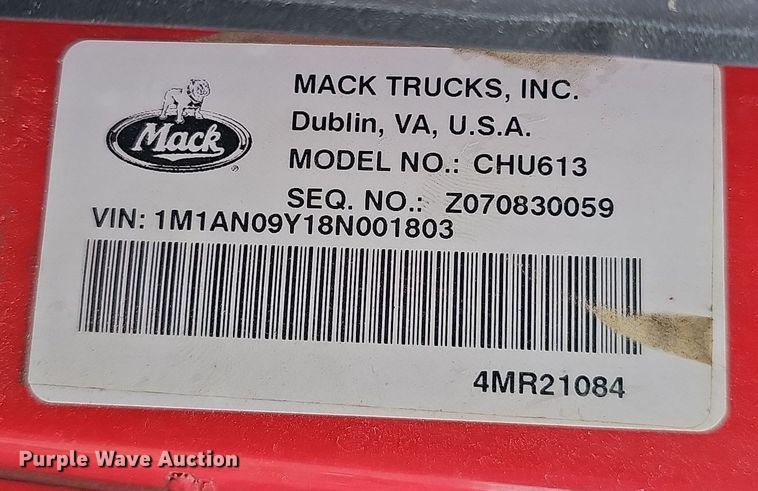 Mack
MACK TRUCKS, INC.
Dublin, VA, U.S.A.
MODEL NO.: CHU613
SEQ. NO.: Z070830059
VIN: 1M1AN09Y18N001803
4MR21084
Purple Wave Auction